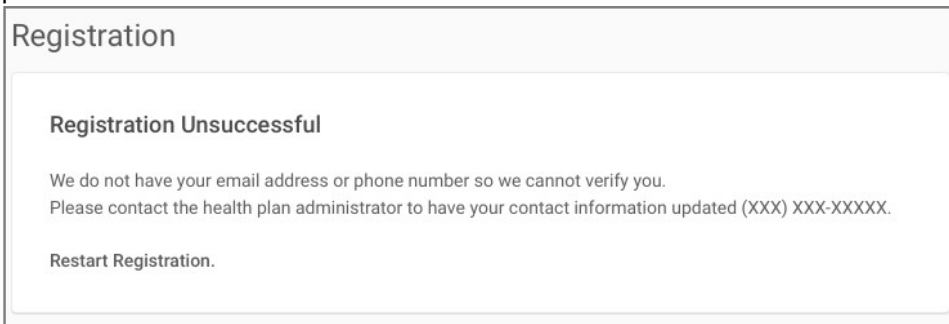 Registration
Registration Unsuccessful
We do not have your email address or phone number so we cannot verify you.
Please contact the health plan administrator to have your contact information updated (XXX) XXX-XXXXX.
Restart Registration.